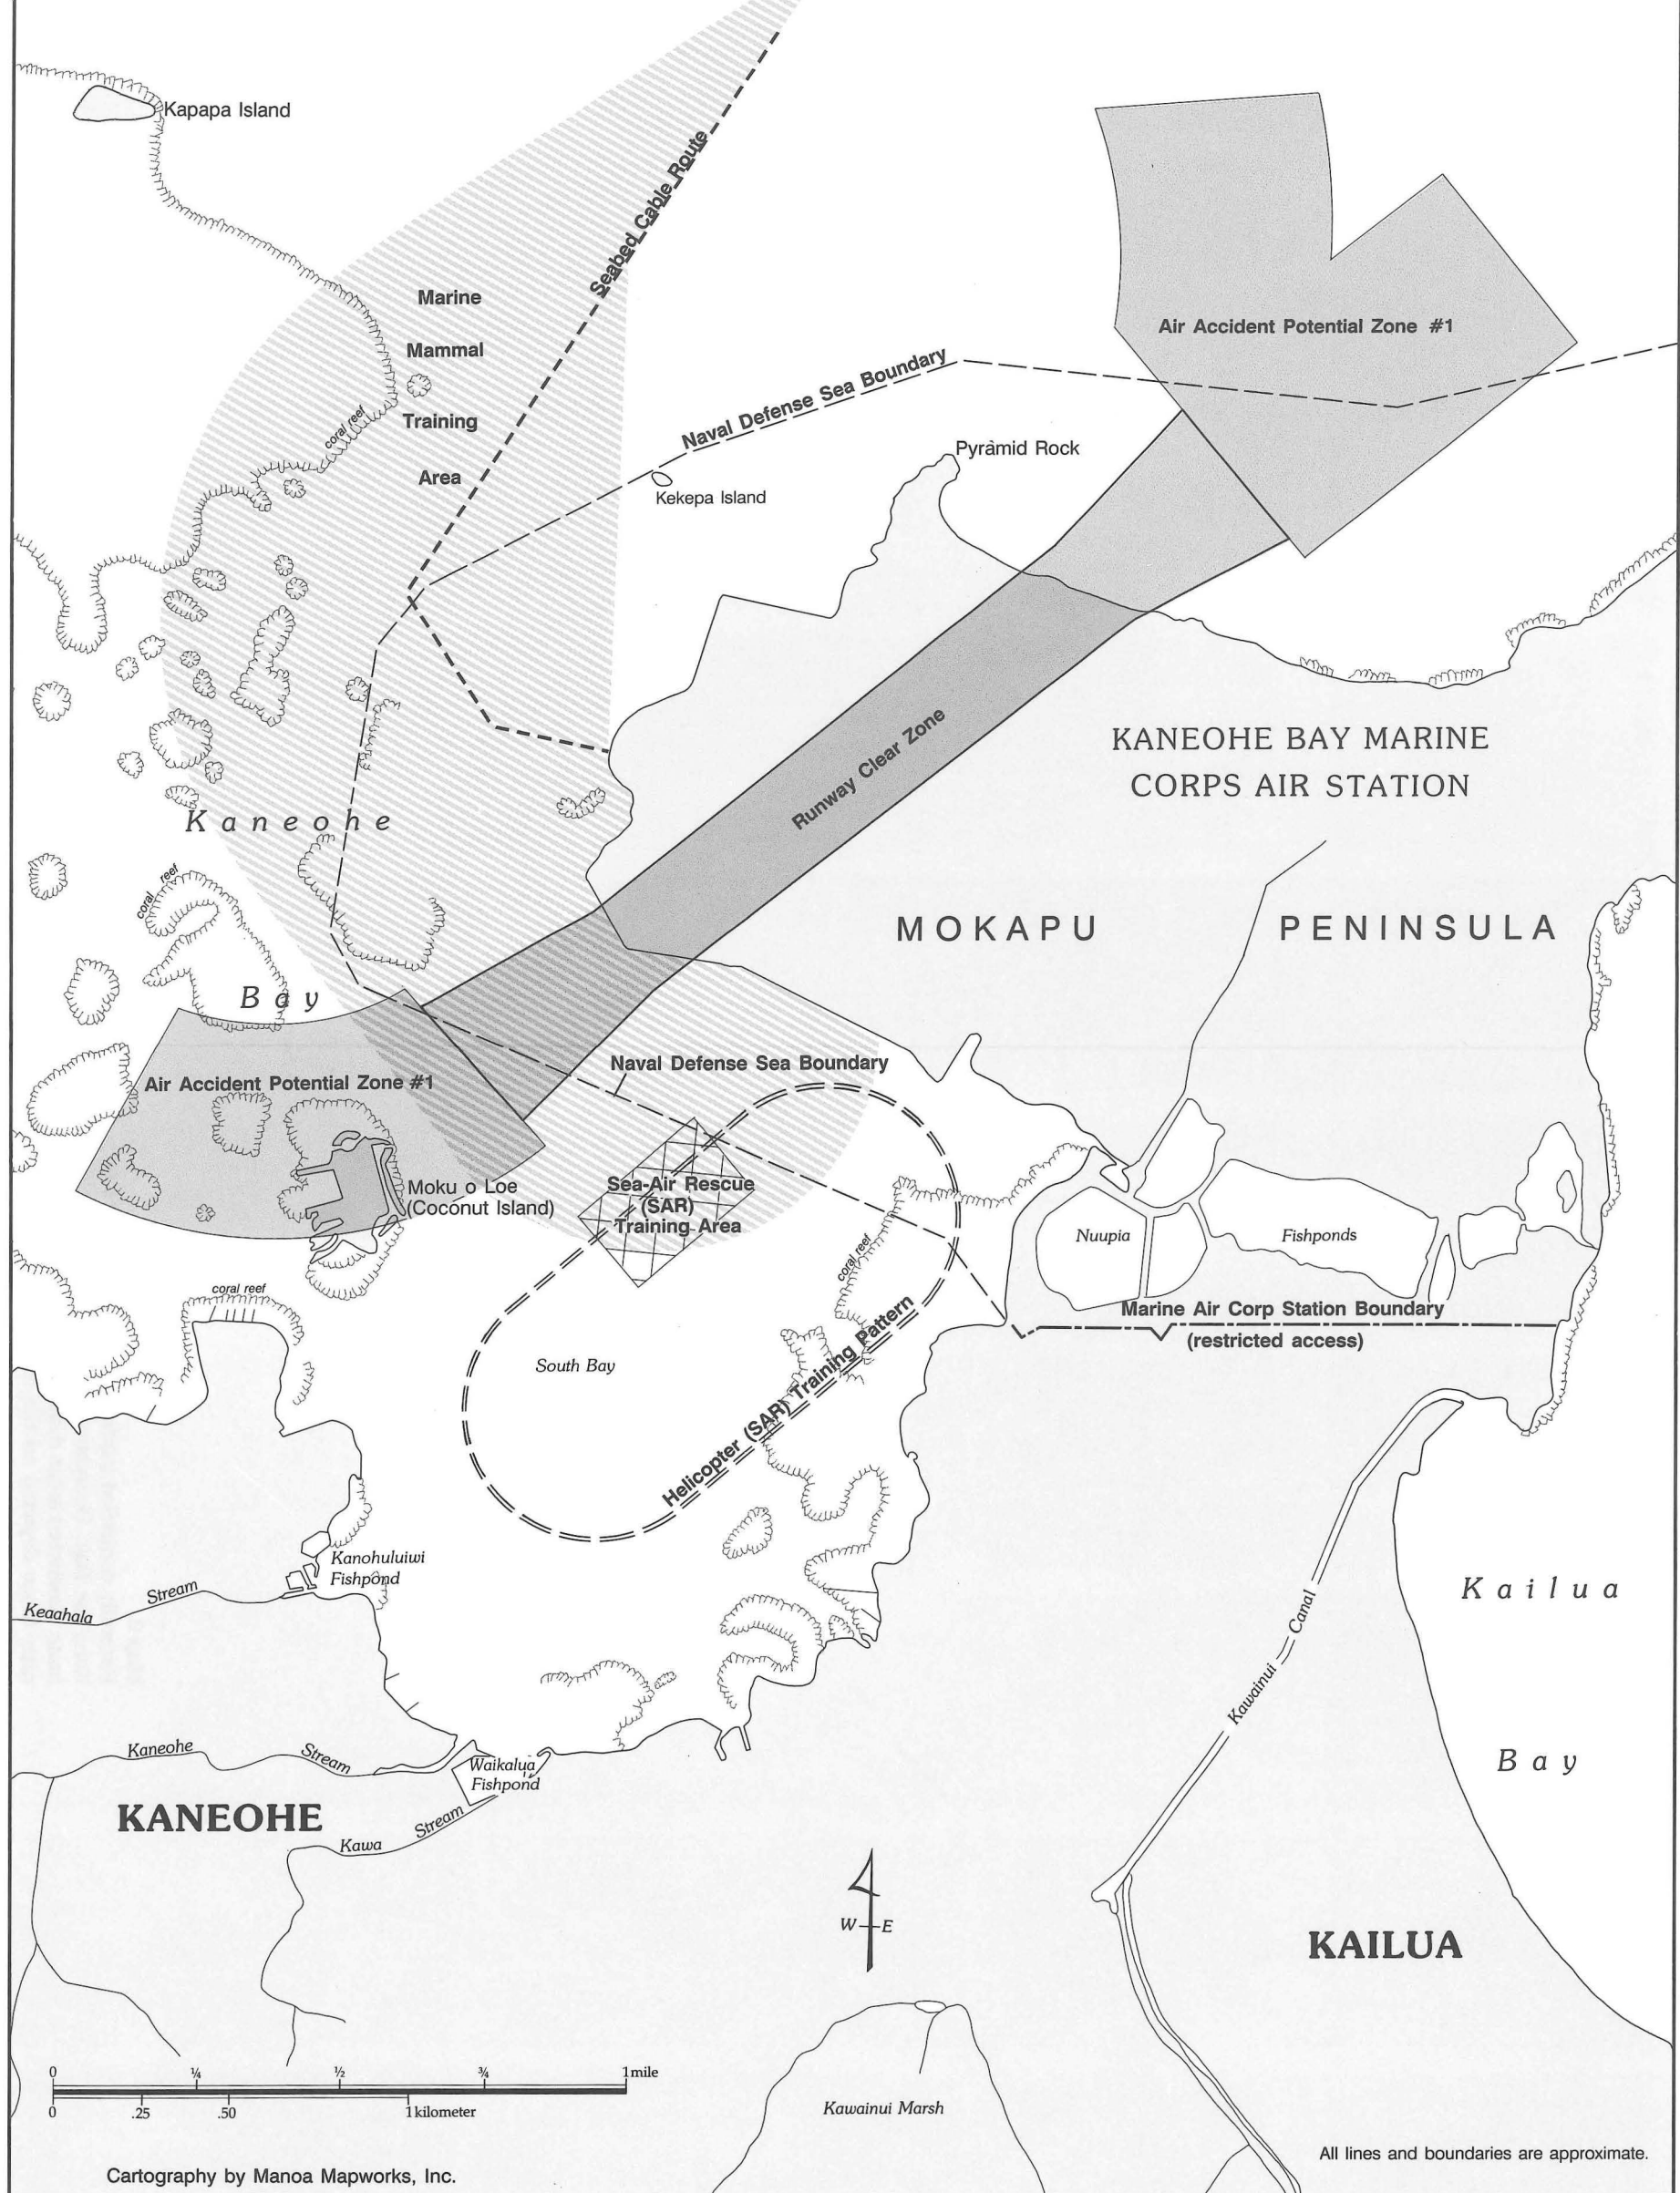 Kapapa Island
Seabed Cable Route
Marine
Mammal
Training
Area
coral reef
Air Accident Potential Zone #1
Naval Defense Sea Boundary
Pyramid Rock
Kekepa Island
Runway Clear Zone
KANEOHE BAY MARINE
CORPS AIR STATION
Kaneohe
Bay
coral reef
MOKAPU PENINSULA
Naval Defense Sea Boundary
Air Accident Potential Zone #1
Moku o Loe
(Coconut Island)
Sea-Air Rescue
(SAR)
Training Area
coral reef
Nuupia
Fishponds
Marine Air Corp Station Boundary
(restricted access)
coral reef
South Bay
Helicopter (SAR) Training Pattern
Kanohuluiwi
Fishpond
Keaahala Stream
Kailua
Bay
Kawainui Canal
Kaneohe Stream
Waikalua
Fishpond
KANEOHE
Kawa Stream
W E
KAILUA
0 ¼ ½ ¾ 1 mile
0 .25 .50 1 kilometer
Kawainui Marsh
All lines and boundaries are approximate.
Cartography by Manoa Mapworks, Inc.